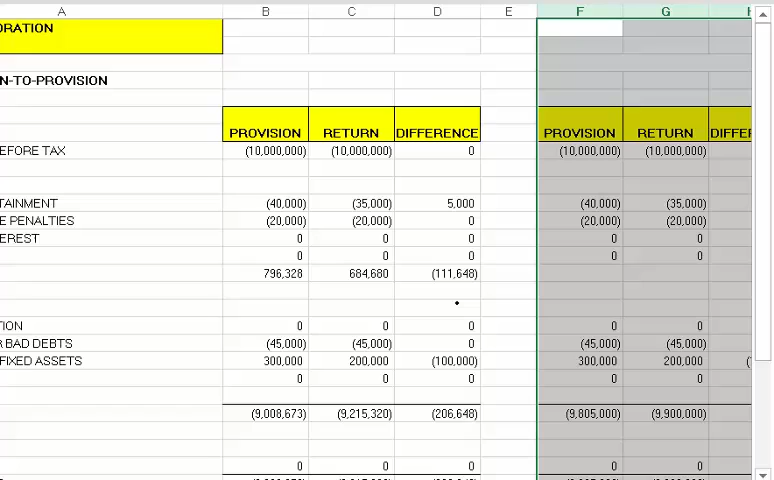 A B C D E F G
ORATION
N-TO-PROVISION
PROVISION RETURN DIFFERENCE PROVISION RETURN DIFFE
EFORE TAX (10,000,000) (10,000,000) 0 (10,000,000) (10,000,000)
TAINMENT (40,000) (35,000) 5,000 (40,000) (35,000)
E PENALTIES (20,000) (20,000) 0 (20,000) (20,000)
EREST 0 0 0 0 0
0 0 0 0 0
796,328 684,680 (111,648)
TION 0 0 0 0 0
R BAD DEBTS (45,000) (45,000) 0 (45,000) (45,000)
FIXED ASSETS 300,000 200,000 (100,000) 300,000 200,000 (
0 0 0 0 0
(9,008,673) (9,215,320) (206,648) (9,805,000) (9,900,000)
0 0 0 0 0